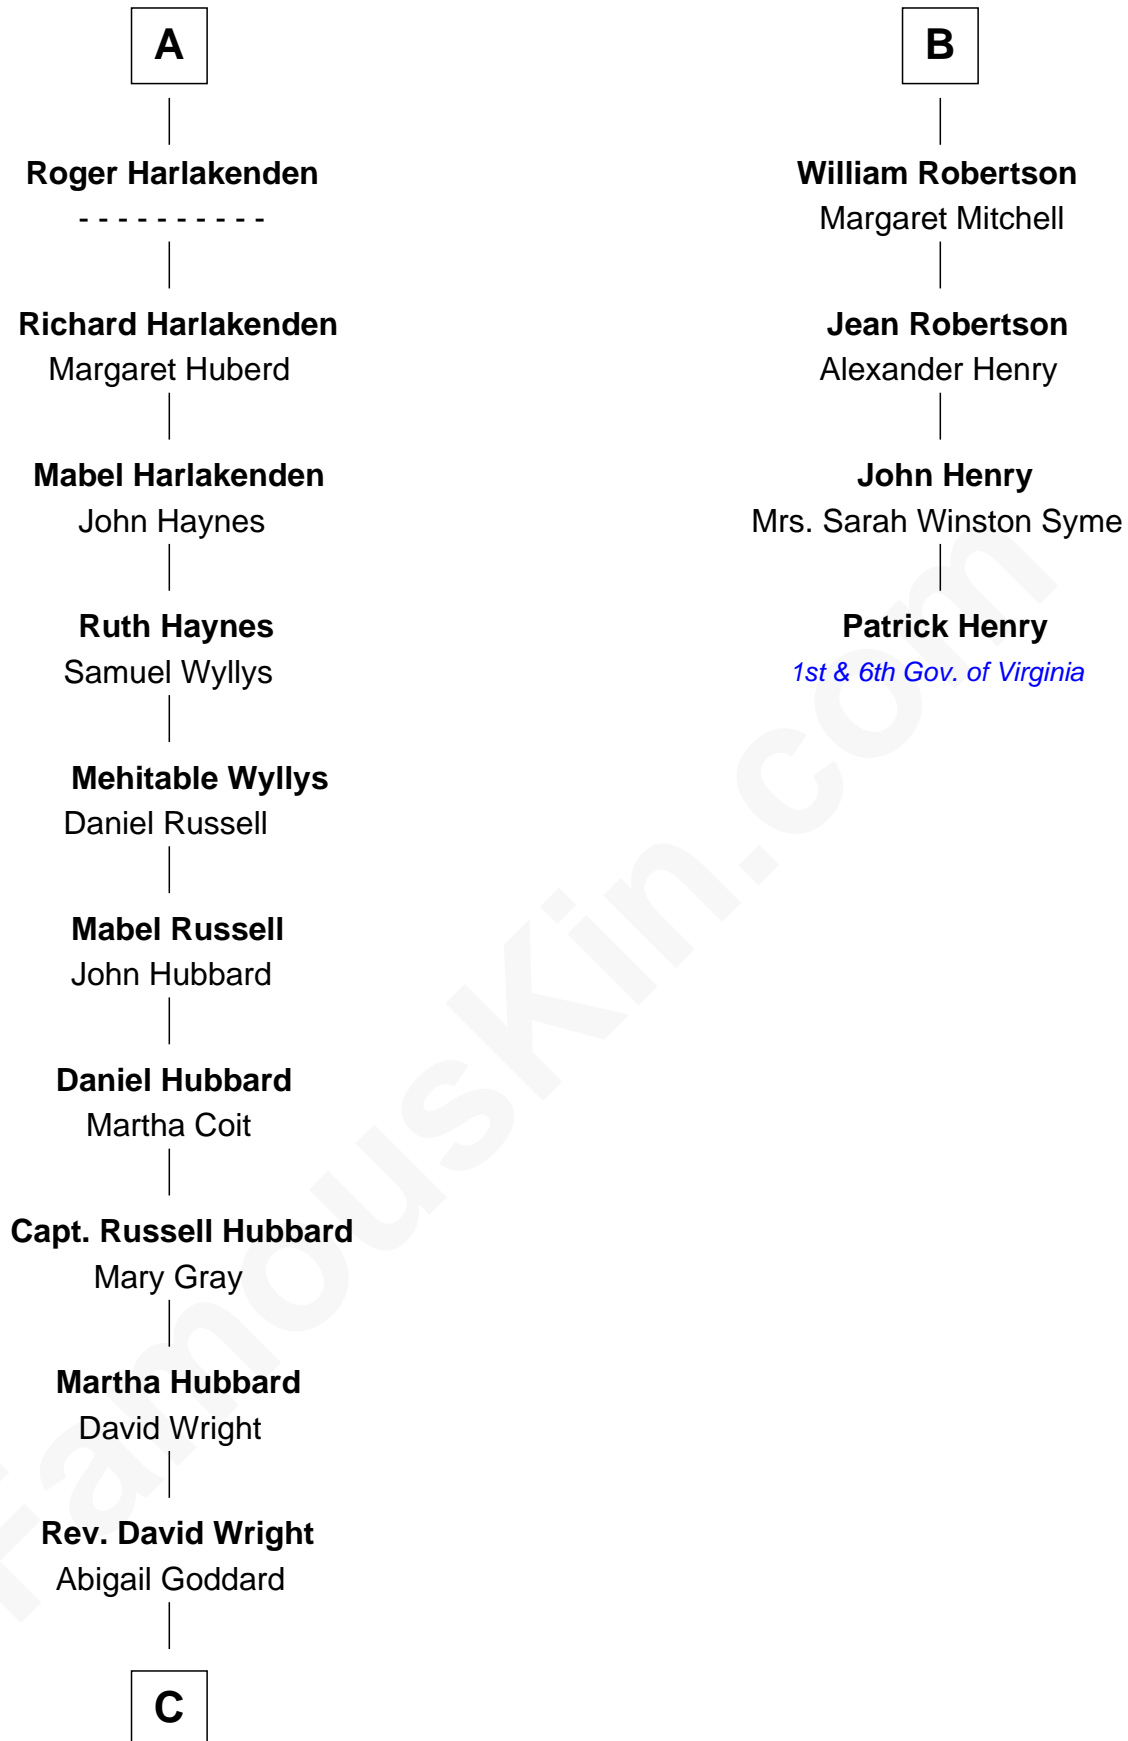 A
Roger Harlakenden
- - - - - - - - - -
Richard Harlakenden
Margaret Huberd
Mabel Harlakenden
John Haynes
Ruth Haynes
Samuel Wyllys
Mehitable Wyllys
Daniel Russell
Mabel Russell
John Hubbard
Daniel Hubbard
Martha Coit
Capt. Russell Hubbard
Mary Gray
Martha Hubbard
David Wright
Rev. David Wright
Abigail Goddard
C
B
William Robertson
Margaret Mitchell
Jean Robertson
Alexander Henry
John Henry
Mrs. Sarah Winston Syme
Patrick Henry
1st & 6th Gov. of Virginia
FamousKin.com